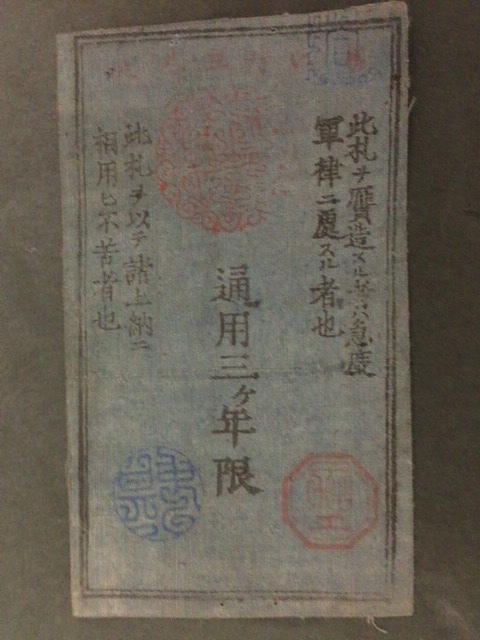 此札ヲ贋造スル者ハ急度
軍律ニ處スル者也
通用三ヶ年限
此札ヲ以テ諸上納ニ
相用ヒ不苦者也